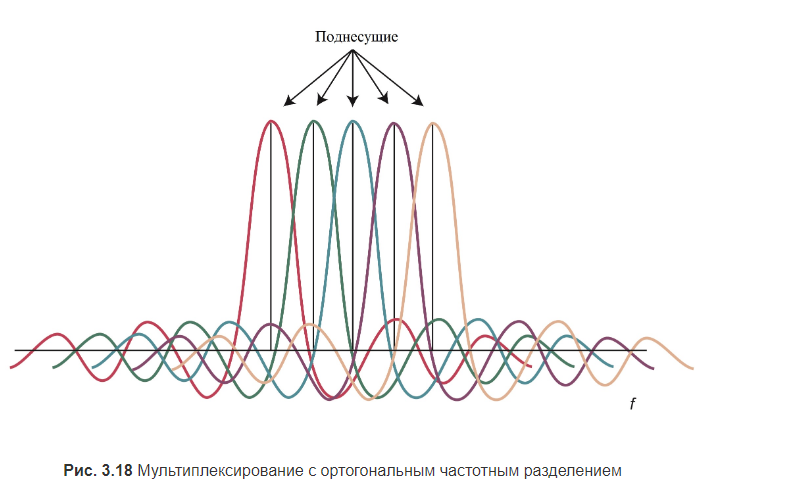 Поднесущие
f
Рис. 3.18 Мультиплексирование с ортогональным частотным разделением